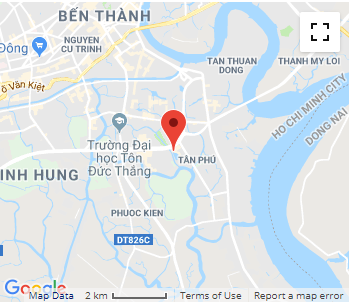 BẾN THÀNH
NGUYEN
CU TRINH
Đông
ô Văn Kiệt
TAN THUAN
DONG
THANH MY LOI
HO CHI MINH CITY
DONG NAI
Trường Đại
học Tôn
Đức Thắng
TÂN PHÚ
INH HUNG
PHUOC KIEN
DT826C
Google
Map Data
2 km
Terms of Use
Report a map error